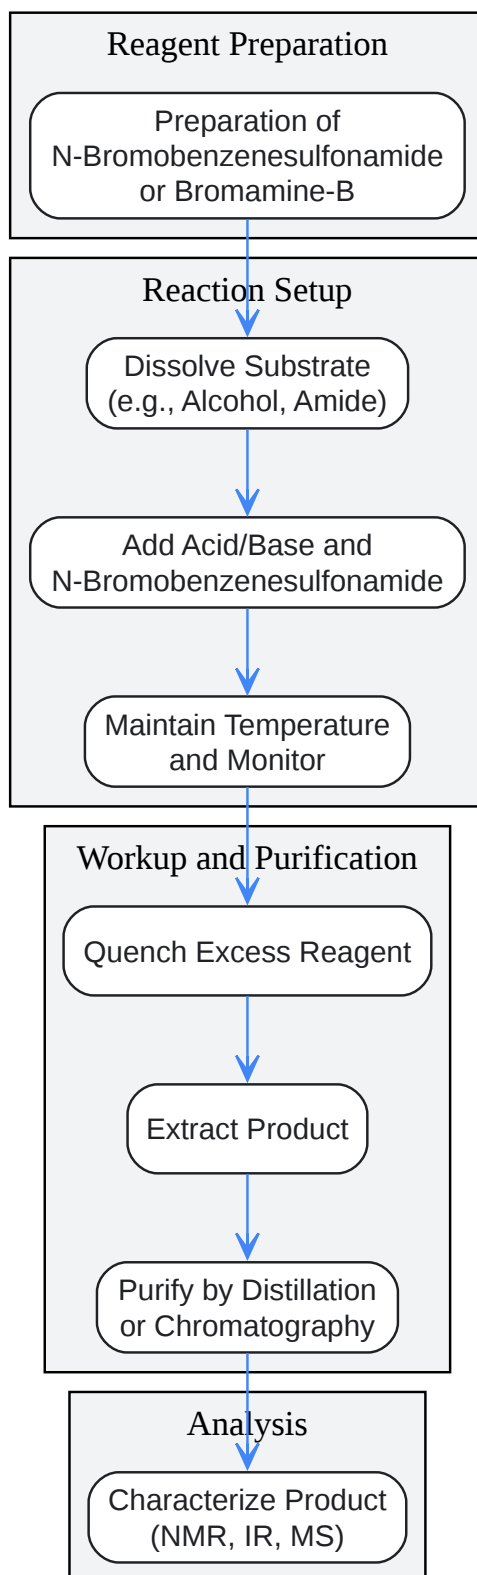 Reagent Preparation
Preparation of
N-Bromobenzenesulfonamide
or Bromamine-B
Reaction Setup
Dissolve Substrate
(e.g., Alcohol, Amide)
Add Acid/Base and
N-Bromobenzenesulfonamide
Maintain Temperature
and Monitor
Workup and Purification
Quench Excess Reagent
Extract Product
Purify by Distillation
or Chromatography
Analysis
Characterize Product
(NMR, IR, MS)